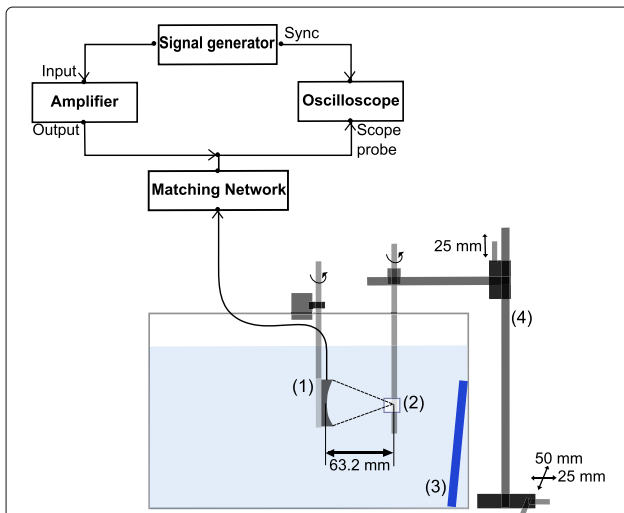 Signal generator
Sync
Input
Amplifier
Oscilloscope
Output
Scope
probe
Matching Network
25 mm
(4)
(1)
(2)
63.2 mm
(3)
50 mm
25 mm